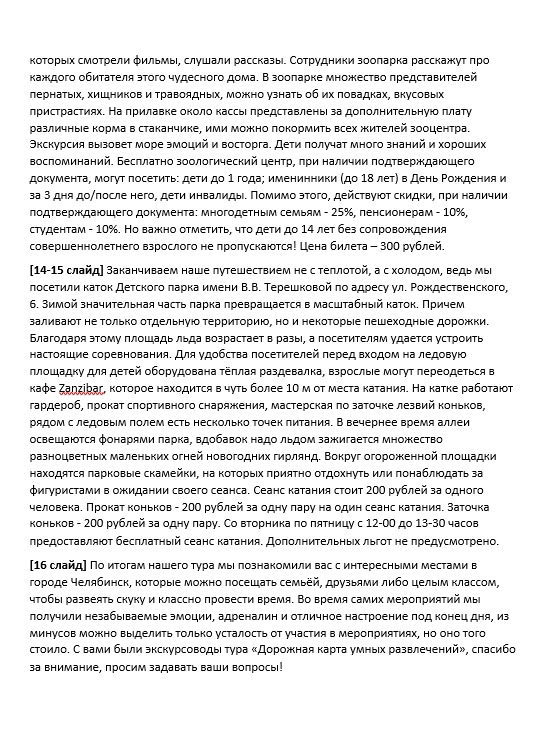 которых смотрели фильмы, слушали рассказы. Сотрудники зоопарка расскажут про
каждого обитателя этого чудесного дома. В зоопарке множество представителей
пернатых, хищников и травоядных, можно узнать об их повадках, вкусовых
пристрастиях. На прилавке около кассы представлены за дополнительную плату
различные корма в стаканчике, ими можно покормить всех жителей зооцентра.
Экскурсия вызовет море эмоций и восторга. Дети получат много знаний и хороших
воспоминаний. Бесплатно зоологический центр, при наличии подтверждающего
документа, могут посетить: дети до 1 года; именинники (до 18 лет) в День Рождения и
за 3 дня до/после него, дети инвалиды. Помимо этого, действуют скидки, при наличии
подтверждающего документа: многодетным семьям - 25%, пенсионерам - 10%,
студентам - 10%. Но важно отметить, что дети до 14 лет без сопровождения
совершеннолетнего взрослого не пропускаются! Цена билета – 300 рублей.
[14-15 слайд] Заканчиваем наше путешествием не с теплотой, а с холодом, ведь мы
посетили каток Детского парка имени В.В. Терешковой по адресу ул. Рождественского,
6. Зимой значительная часть парка превращается в масштабный каток. Причем
заливают не только отдельную территорию, но и некоторые пешеходные дорожки.
Благодаря этому площадь льда возрастает в разы, а посетителям удается устроить
настоящие соревнования. Для удобства посетителей перед входом на ледовую
площадку для детей оборудована тёплая раздевалка, взрослые могут переодеться в
кафе Zanzibar, которое находится в чуть более 10 м от места катания. На катке работают
гардероб, прокат спортивного снаряжения, мастерская по заточке лезвий коньков,
рядом с ледовым полем есть несколько точек питания. В вечернее время аллеи
освещаются фонарями парка, вдобавок надо льдом зажигается множество
разноцветных маленьких огней новогодних гирлянд. Вокруг огороженной площадки
находятся парковые скамейки, на которых приятно отдохнуть или понаблюдать за
фигуристами в ожидании своего сеанса. Сеанс катания стоит 200 рублей за одного
человека. Прокат коньков - 200 рублей за одну пару на один сеанс катания. Заточка
коньков - 200 рублей за одну пару. Со вторника по пятницу с 12-00 до 13-30 часов
предоставляют бесплатный сеанс катания. Дополнительных льгот не предусмотрено.
[16 слайд] По итогам нашего тура мы познакомили вас с интересными местами в
городе Челябинск, которые можно посещать семьёй, друзьями либо целым классом,
чтобы развеять скуку и классно провести время. Во время самих мероприятий мы
получили незабываемые эмоции, адреналин и отличное настроение под конец дня, из
минусов можно выделить только усталость от участия в мероприятиях, но оно того
стоило. С вами были экскурсоводы тура «Дорожная карта умных развлечений», спасибо
за внимание, просим задавать ваши вопросы!